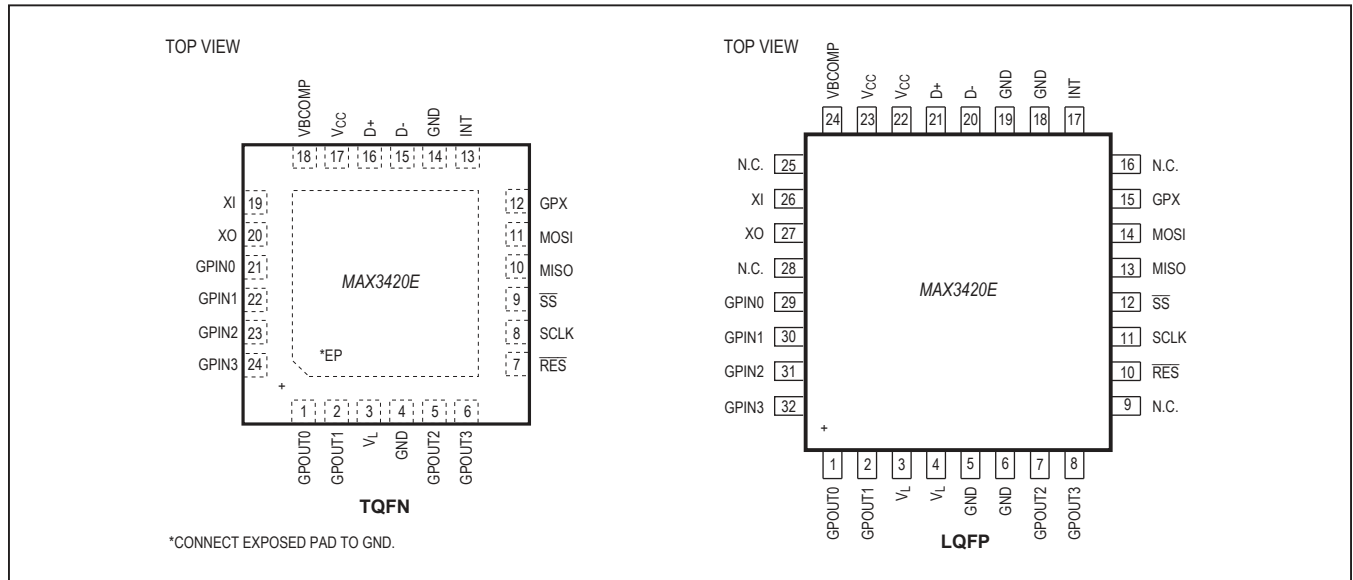 TOP VIEW
VBCOMP
VCC
D+
D-
GND
INT
18
17
16
15
14
13
XI 19
XO 20
GPIN0 21
GPIN1 22
GPIN2 23
GPIN3 24
12 GPX
11 MOSI
10 MISO
9 SS
8 SCLK
7 RES
MAX3420E
*EP
+
1
2
3
4
5
6
GPOUT0
GPOUT1
VL
GND
GPOUT2
GPOUT3
TQFN
*CONNECT EXPOSED PAD TO GND.
TOP VIEW
VBCOMP
VCC
VCC
D+
D-
GND
GND
INT
24
23
22
21
20
19
18
17
N.C. 25
XI 26
XO 27
N.C. 28
GPIN0 29
GPIN1 30
GPIN2 31
GPIN3 32
16 N.C.
15 GPX
14 MOSI
13 MISO
12 SS
11 SCLK
10 RES
9 N.C.
MAX3420E
+
1
2
3
4
5
6
7
8
GPOUT0
GPOUT1
VL
VL
GND
GND
GPOUT2
GPOUT3
LQFP